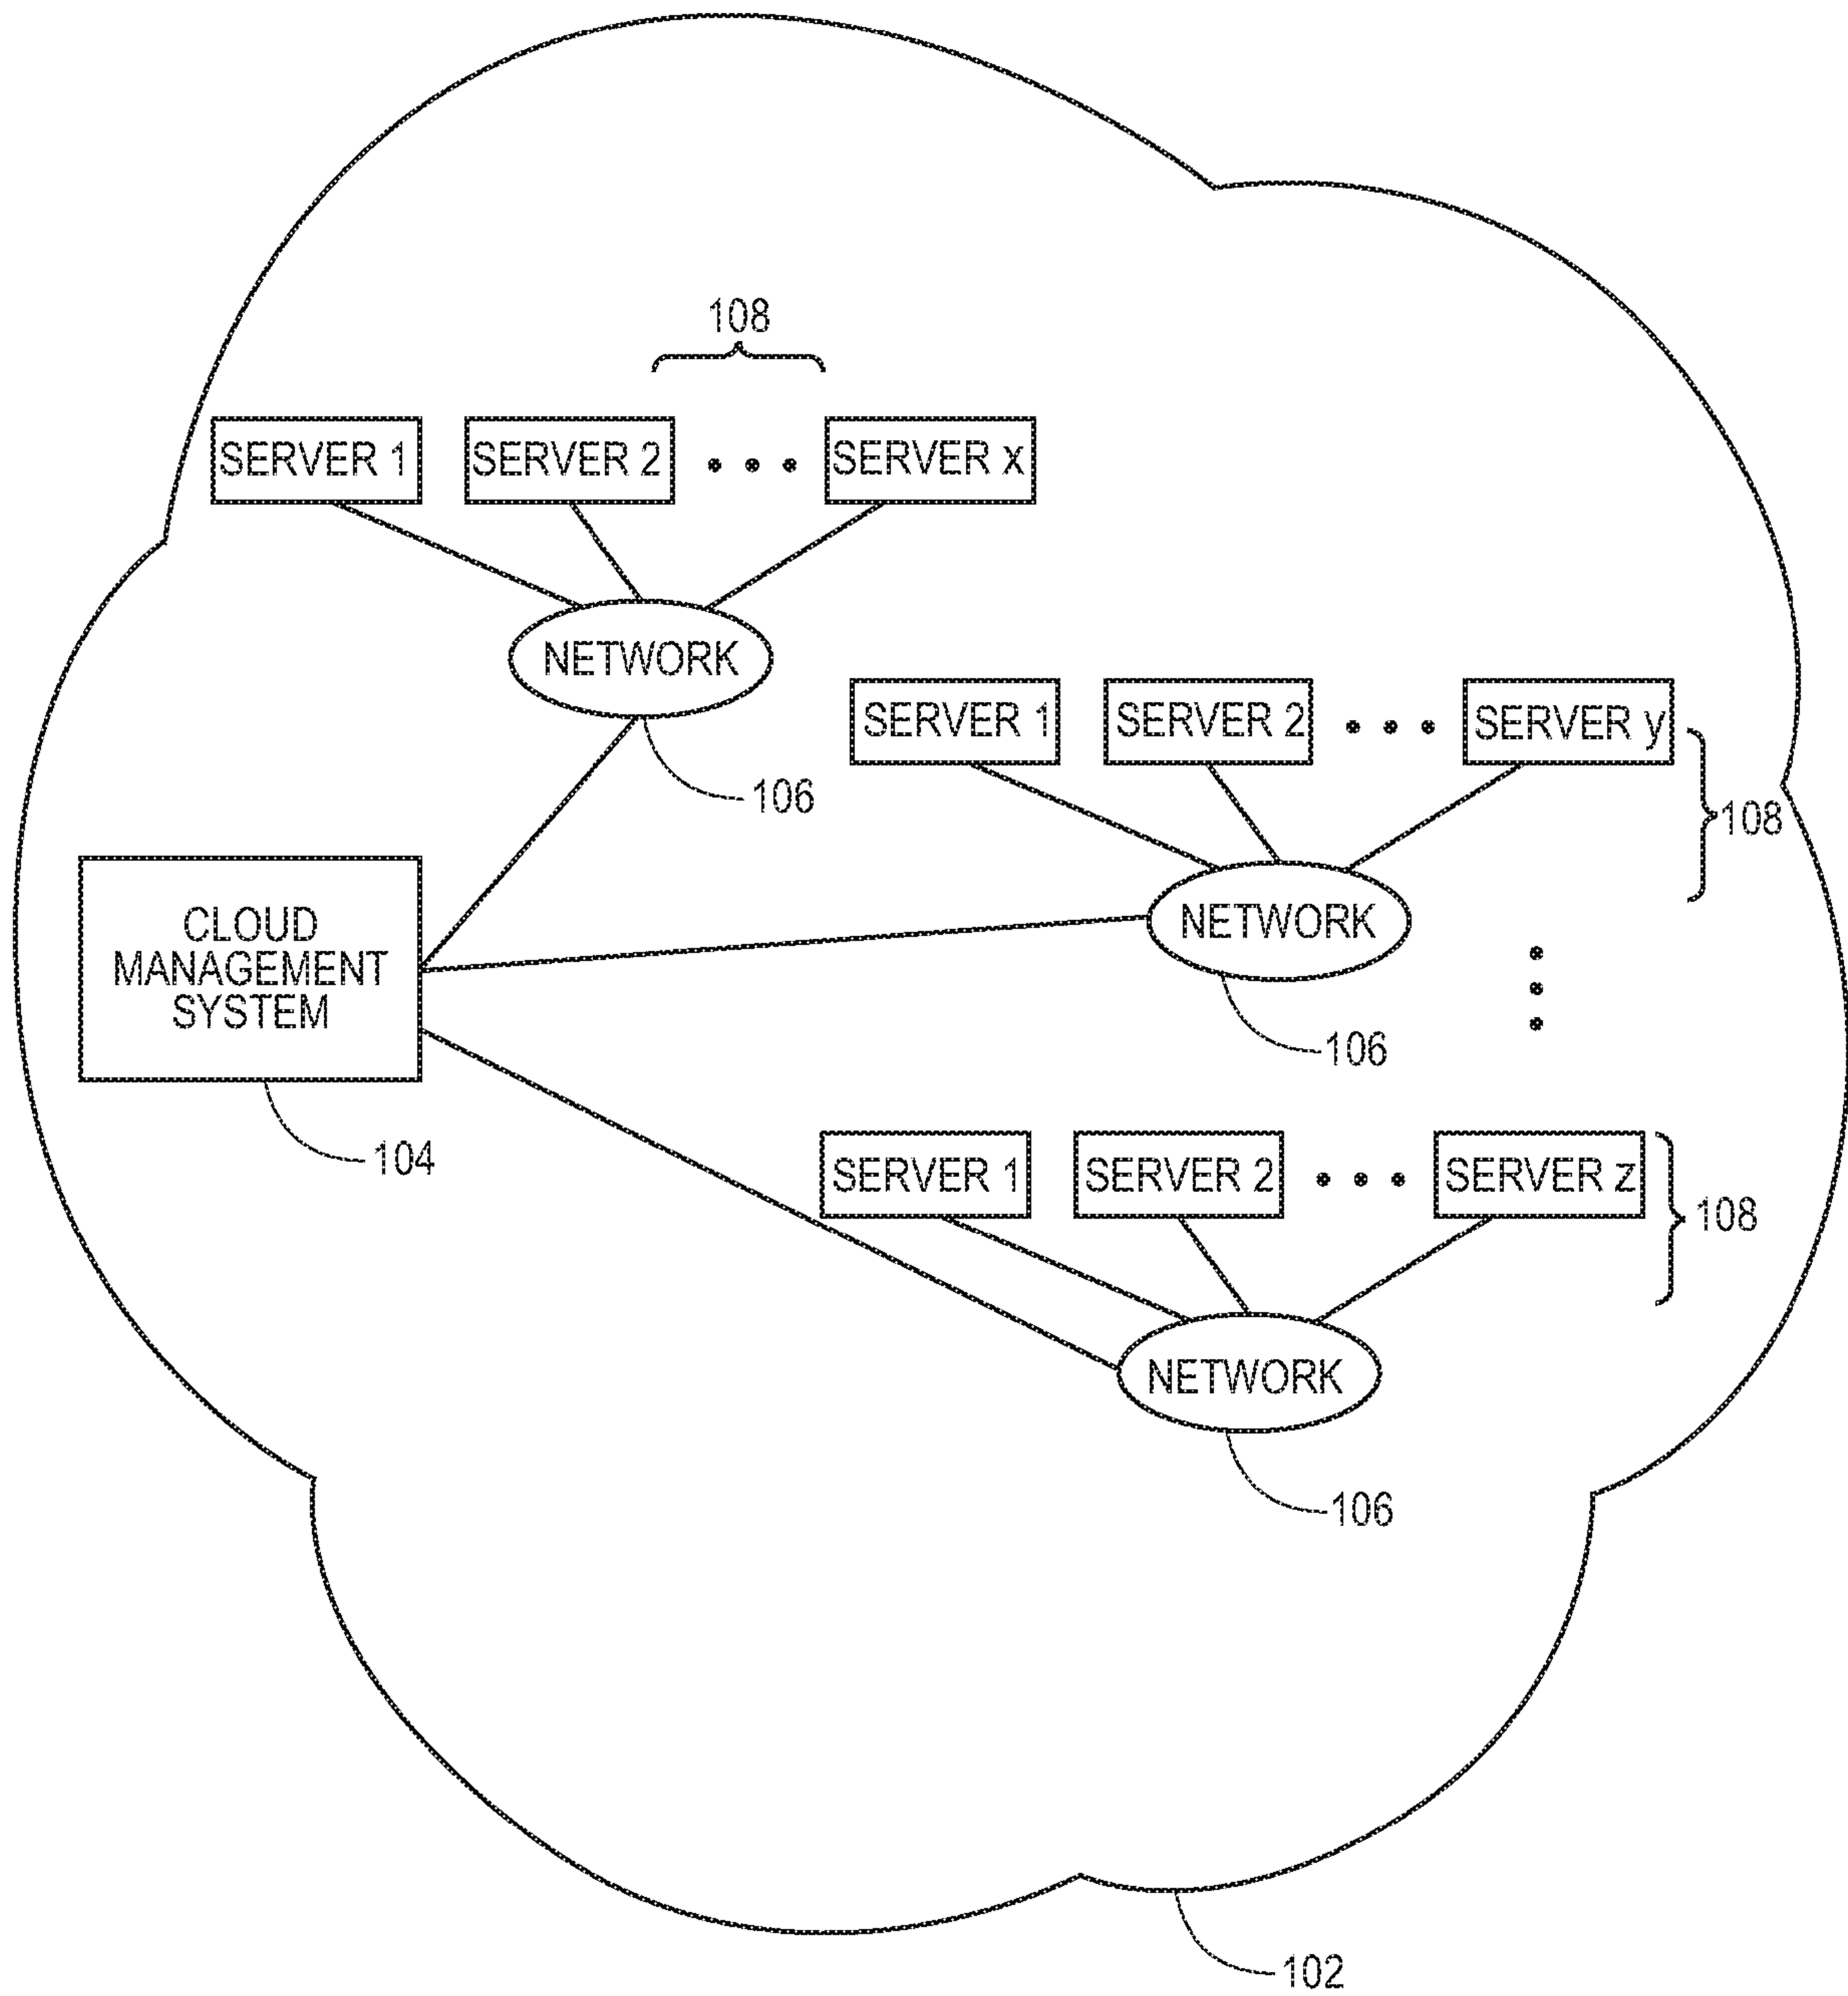 108
SERVER 1
SERVER 2
SERVER x
NETWORK
106
SERVER 1
SERVER 2
SERVER y
108
NETWORK
106
CLOUD
MANAGEMENT
SYSTEM
104
SERVER 1
SERVER 2
SERVER z
108
NETWORK
106
102